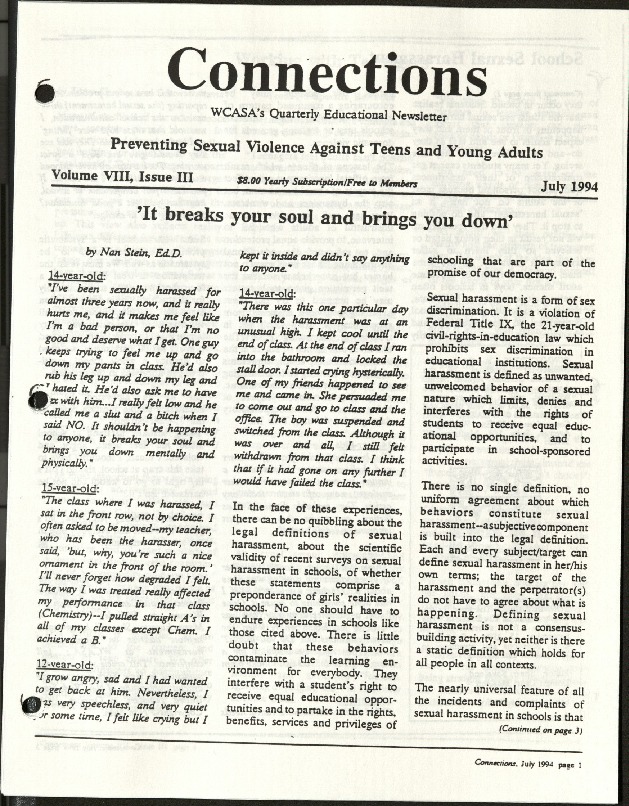 Connections
WCASA's Quarterly Educational Newsletter
Preventing Sexual Violence Against Teens and Young Adults
Volume VIII, Issue III
$8.00 Yearly Subscription/Free to Members
July 1994
'It breaks your soul and brings you down'
by Nan Stein, Ed.D.
14-year-old:
"I've been sexually harassed for
almost three years now, and it really
hurts me, and it makes me feel like
I'm a bad person, or that I'm no
good and deserve what I get. One guy
keeps trying to feel me up and go
down my pants in class. He'd also
rub his leg up and down my leg and
I hated it. He'd also ask me to have
ex with him...I really felt low and he
called me a slut and a bitch when I
said NO. It shouldn't be happening
to anyone, it breaks your soul and
brings you down mentally and
physically."
15-year-old:
"The class where I was harassed, I
sat in the front row, not by choice. I
often asked to be moved--my teacher,
who has been the harasser, once
said, 'but, why, you're such a nice
ornament in the front of the room.'
I'll never forget how degraded I felt.
The way I was treated really affected
my performance in that class
(Chemistry)--I pulled straight A's in
all of my classes except Chem. I
achieved a B."
12-year-old:
"I grow angry, sad and I had wanted
to get back at him. Nevertheless, I
as very speechless, and very quiet
or some time, I felt like crying but I
kept it inside and didn't say anything
to anyone."
14-year-old:
"There was this one particular day
when the harassment was at an
unusual high. I kept cool until the
end of class. At the end of class I ran
into the bathroom and locked the
stall door. I started crying hysterically.
One of my friends happened to see
me and came in. She persuaded me
to come out and go to class and the
office. The boy was suspended and
switched from the class. Although it
was over and all, I still felt
withdrawn from that class. I think
that if it had gone on any further I
would have failed the class."
In the face of these experiences,
there can be no quibbling about the
legal definitions of sexual
harassment, about the scientific
validity of recent surveys on sexual
harassment in schools, of whether
these statements comprise a
preponderance of girls' realities in
schools. No one should have to
endure experiences in schools like
those cited above. There is little
doubt that these behaviors
contaminate the learning en-
vironment for everybody. They
interfere with a student's right to
receive equal educational oppor-
tunities and to partake in the rights,
benefits, services and privileges of
schooling that are part of the
promise of our democracy.
Sexual harassment is a form of sex
discrimination. It is a violation of
Federal Title IX, the 21-year-old
civil-rights-in-education law which
prohibits sex discrimination in
educational institutions. Sexual
harassment is defined as unwanted,
unwelcomed behavior of a sexual
nature which limits, denies and
interferes with the rights of
students to receive equal educ-
ational opportunities, and to
participate in school-sponsored
activities.
There is no single definition, no
uniform agreement about which
behaviors constitute sexual
harassment--a subjective component
is built into the legal definition.
Each and every subject/target can
define sexual harassment in her/his
own terms; the target of the
harassment and the perpetrator(s)
do not have to agree about what is
happening. Defining sexual
harassment is not a consensus-
building activity, yet neither is there
a static definition which holds for
all people in all contexts.
The nearly universal feature of all
the incidents and complaints of
sexual harassment in schools is that
(Continued on page 3)
Connections, July 1994 page 1